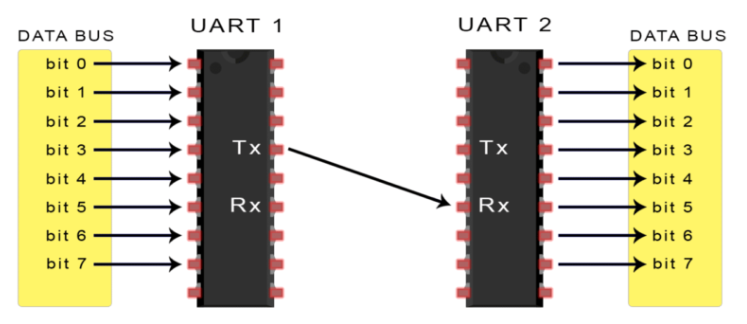 UART 1
UART 2
DATA BUS
bit 0
bit 1
bit 2
bit 3
bit 4
bit 5
bit 6
bit 7
Tx
Rx
Tx
Rx
DATA BUS
bit 0
bit 1
bit 2
bit 3
bit 4
bit 5
bit 6
bit 7